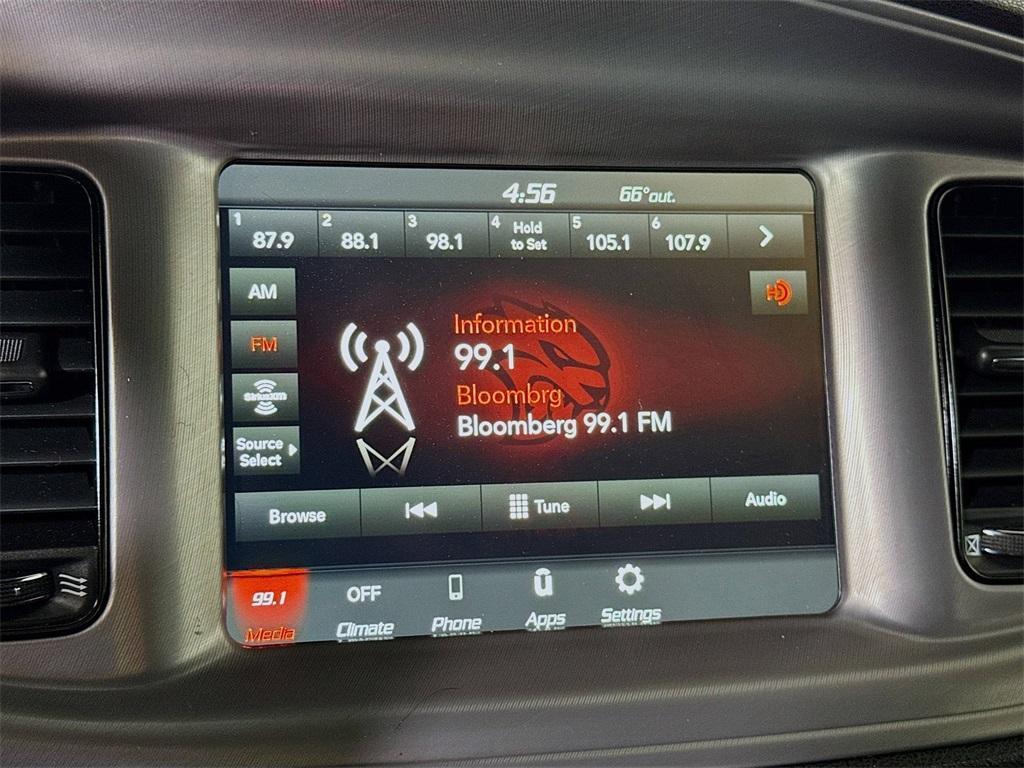 4:56 66°out.
1 87.9 2 88.1 3 98.1 4 Hold to Set 5 105.1 6 107.9
AM
HD
FM
SiriusXM
Source
Select
Information
99.1
Bloombrg
Bloomberg 99.1 FM
Browse Tune Audio
99.1 OFF
Media Climate Phone Apps Settings